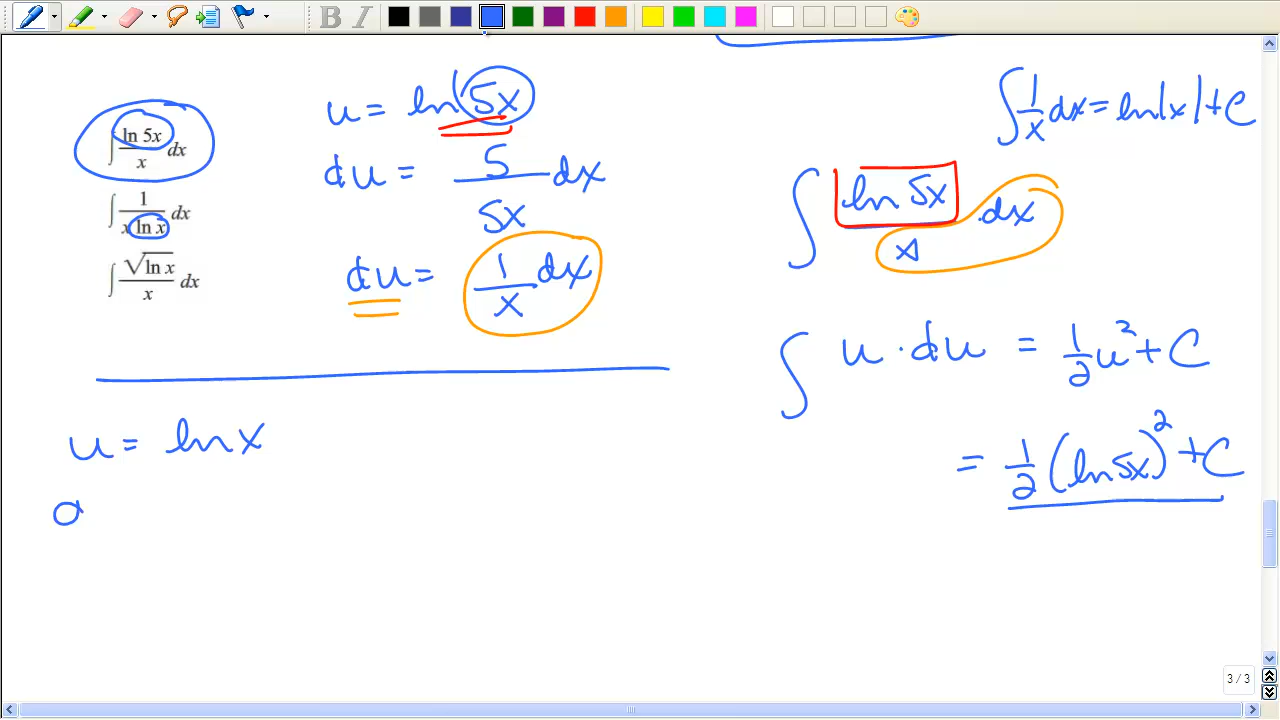 B I
∫ ln 5x / x dx
∫ 1 / (x ln x) dx
∫ √(ln x) / x dx
u = ln(5x)
du = 5 / 5x dx
du = 1/x dx
∫ 1/x dx = ln|x| + C
∫ ln 5x / x · dx
∫ u · du = 1/2 u² + C
= 1/2 (ln 5x)² + C
u = ln x
3 / 3